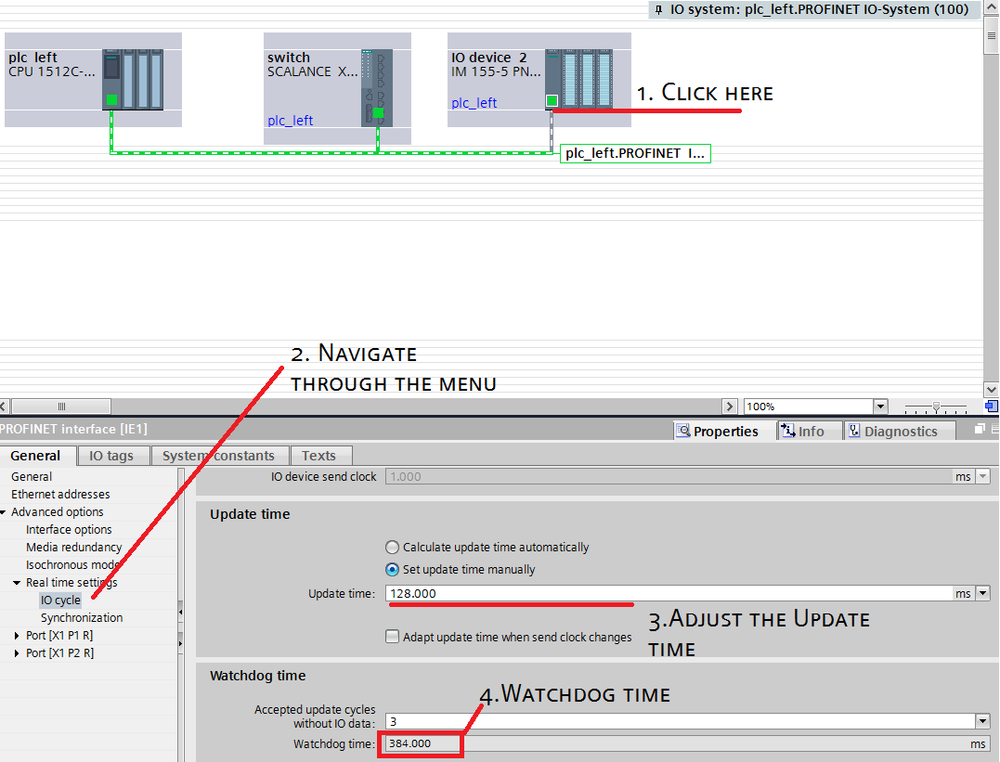 IO system: plc_left.PROFINET IO-System (100)
plc_left
CPU 1512C-...
switch
SCALANCE X...
plc_left
IO device_2
IM 155-5 PN...
plc_left
1. Click here
plc_left.PROFINET I...
2. Navigate
through the menu
100%
PROFINET interface [IE1]
Properties
Info
Diagnostics
General
IO tags
System constants
Texts
General
Ethernet addresses
Advanced options
Interface options
Media redundancy
Isochronous mode
Real time settings
IO cycle
Synchronization
Port [X1 P1 R]
Port [X1 P2 R]
IO device send clock
1.000
ms
Update time
Calculate update time automatically
Set update time manually
Update time:
128.000
ms
Adapt update time when send clock changes
3.Adjust the Update
time
Watchdog time
4.Watchdog time
Accepted update cycles
without IO data:
3
Watchdog time:
384.000
ms